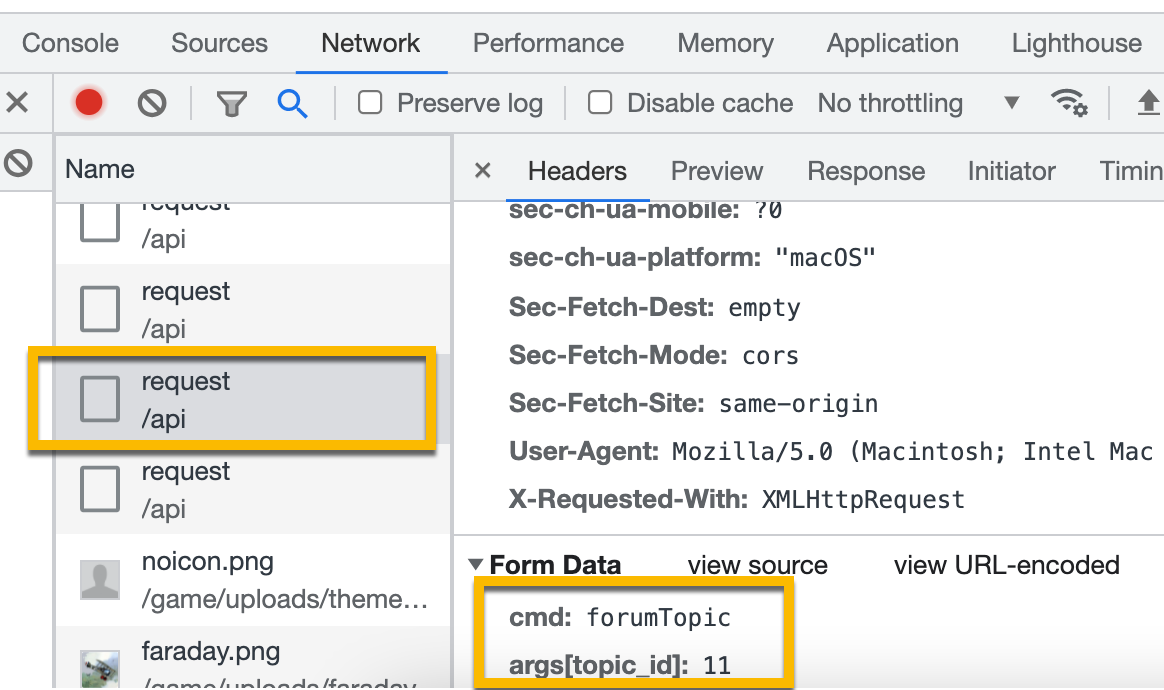 Console Sources Network Performance Memory Application Lighthouse
Preserve log Disable cache No throttling
Name
request
/api
request
/api
request
/api
request
/api
noicon.png
/game/uploads/theme…
faraday.png
/game/uploads/faraday
× Headers Preview Response Initiator Timin
sec-ch-ua-mobile: ?0
sec-ch-ua-platform: "macOS"
Sec-Fetch-Dest: empty
Sec-Fetch-Mode: cors
Sec-Fetch-Site: same-origin
User-Agent: Mozilla/5.0 (Macintosh; Intel Mac
X-Requested-With: XMLHttpRequest
Form Data view source view URL-encoded
cmd: forumTopic
args[topic_id]: 11